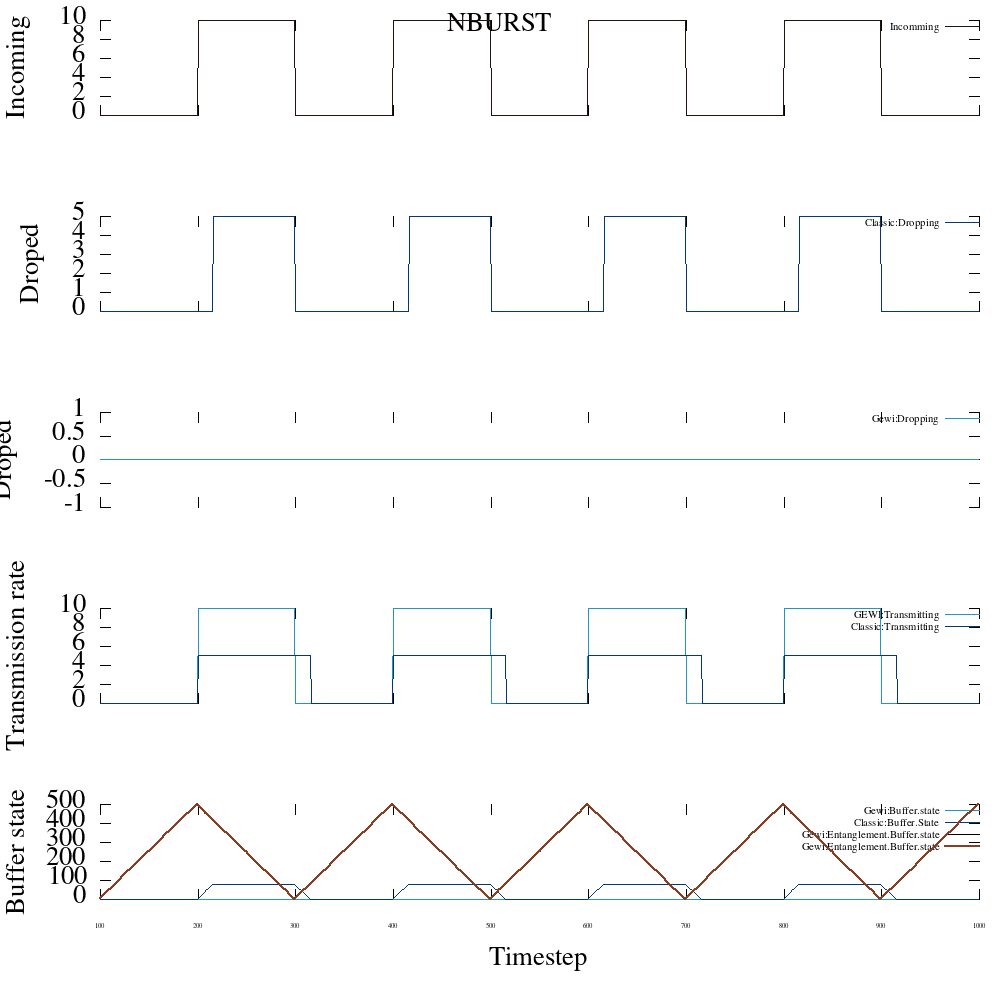 NBURST
Incoming
10
8
6
4
2
0
Incomming
Droped
5
4
3
2
1
0
Classic:Dropping
Droped
1
0.5
0
-0.5
-1
Gewi:Dropping
Transmission rate
10
8
6
4
2
0
GEWI:Transmitting
Classic:Transmitting
Buffer state
500
400
300
200
100
0
Gewi:Buffer.state
Classic:Buffer.State
Gewi:Entanglement.Buffer.state
Gewi:Entanglement.Buffer.state
100 200 300 400 500 600 700 800 900 1000
Timestep